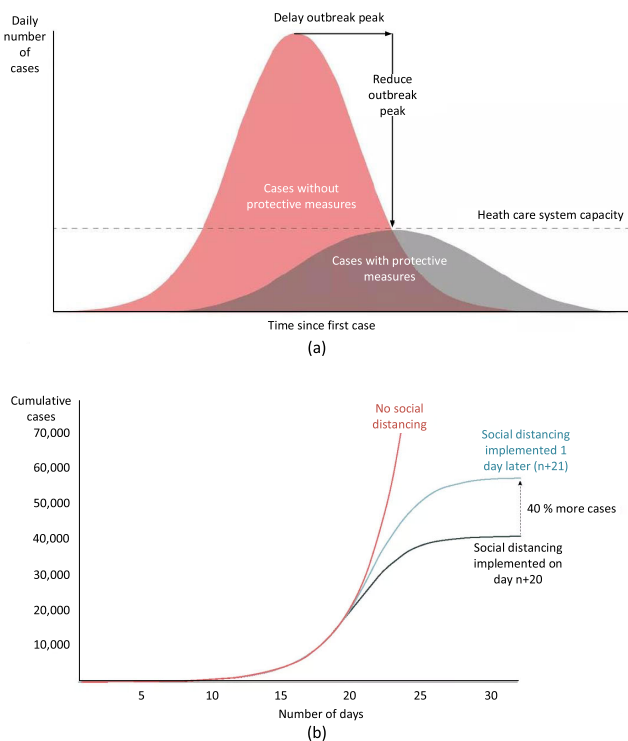 Daily
number
of
cases
Delay outbreak peak
Reduce
outbreak
peak
Cases without
protective measures
Heath care system capacity
Cases with protective
measures
Time since first case
(a)
Cumulative
cases
70,000
60,000
50,000
40,000
30,000
20,000
10,000
No social
distancing
Social distancing
implemented 1
day later (n+21)
40 % more cases
Social distancing
implemented on
day n+20
5 10 15 20 25 30
Number of days
(b)